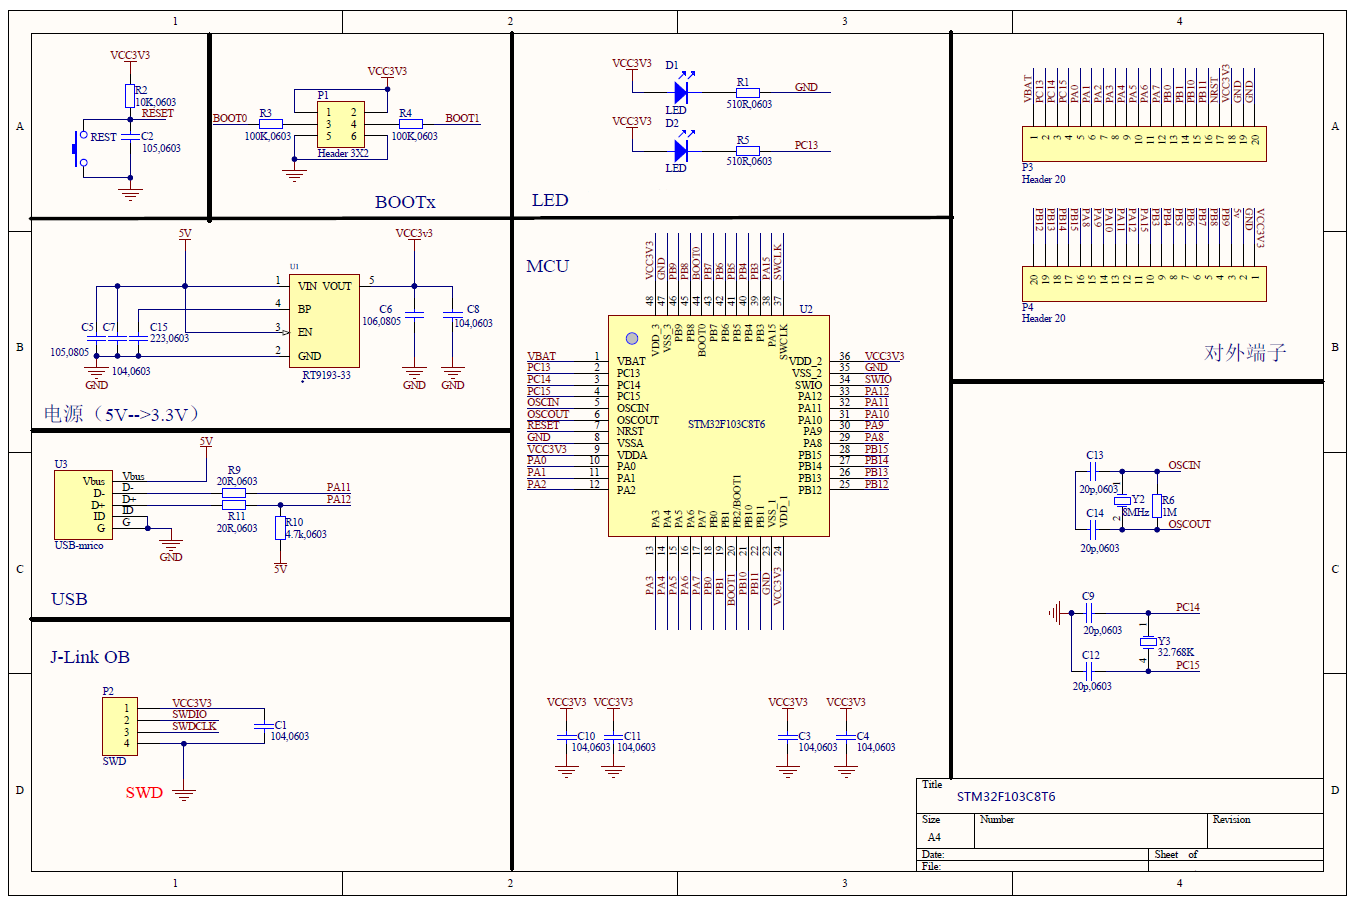 1 2 3 4
A
VCC3V3
R2
10K,0603
RESET
REST
C2
105,0603
VCC3V3
P1
BOOT0
R3
100K,0603
1 2
3 4
5 6
R4
100K,0603
BOOT1
Header 3X2
BOOTx
VCC3V3
D1
LED
R1
510R,0603
GND
VCC3V3
D2
LED
R5
510R,0603
PC13
LED
VBAT
PC13
PC14
PC15
PA0
PA1
PA2
PA3
PA4
PA5
PA6
PA7
PB0
PB1
PB10
PB11
NRST
VCC3V3
GND
GND
1 2 3 4 5 6 7 8 9 10 11 12 13 14 15 16 17 18 19 20
P3
Header 20
A
PB12
PB13
PB14
PB15
PA8
PA9
PA10
PA11
PA12
PA15
PB3
PB4
PB5
PB6
PB7
PB8
PB9
5v
GND
VCC3V3
20 19 18 17 16 15 14 13 12 11 10 9 8 7 6 5 4 3 2 1
P4
Header 20
对外端子
B
5V
U1
VCC3v3
1 VIN VOUT 5
4 BP
3 EN
2 GND
RT9193-33
C5
105,0805
C7
104,0603
C15
223,0603
GND
C6
106,0805
GND
C8
104,0603
GND
电源（5V-->3.3V）
B
MCU
VCC3V3
GND
PB9
PB8
BOOT0
PB7
PB6
PB5
PB4
PB3
PA15
SWCLK
48 47 46 45 44 43 42 41 40 39 38 37
VDD_3
VSS_3
PB9
PB8
BOOT0
PB7
PB6
PB5
PB4
PB3
PA15
SWCLK
U2
VBAT 1 VBAT
PC13 2 PC13
PC14 3 PC14
PC15 4 PC15
OSCIN 5 OSCIN
OSCOUT 6 OSCOUT
RESET 7 NRST
GND 8 VSSA
VCC3V3 9 VDDA
PA0 10 PA0
PA1 11 PA1
PA2 12 PA2
STM32F103C8T6
VDD_2 36 VCC3V3
VSS_2 35 GND
SWIO 34 SWIO
PA12 33 PA12
PA11 32 PA11
PA10 31 PA10
PA9 30 PA9
PA8 29 PA8
PB15 28 PB15
PB14 27 PB14
PB13 26 PB13
PB12 25 PB12
PA3
PA4
PA5
PA6
PA7
PB0
PB1
PB2/BOOT1
PB10
PB11
VSS_1
VDD_1
13 14 15 16 17 18 19 20 21 22 23 24
PA3
PA4
PA5
PA6
PA7
PB0
PB1
BOOT1
PB10
PB11
GND
VCC3V3
C
U3
5V
Vbus Vbus
D- D-
D+ D+
ID ID
G G
USB-mrico
R9
20R,0603
R11
20R,0603
PA11
PA12
R10
4.7k,0603
5V
GND
USB
C13
20p,0603
C14
20p,0603
1
Y2
8MHz
2
R6
1M
OSCIN
OSCOUT
C
C9
20p,0603
C12
20p,0603
1
Y3
32.768K
4
PC14
PC15
J-Link OB
P2
1 VCC3V3
2 SWDIO
3 SWDCLK
4
SWD
C1
104,0603
SWD
D
VCC3V3
C10
104,0603
VCC3V3
C11
104,0603
VCC3V3
C3
104,0603
VCC3V3
C4
104,0603
D
Title
STM32F103C8T6
Size
A4
Number
Revision
Date:
Sheet of
File:
1 2 3 4